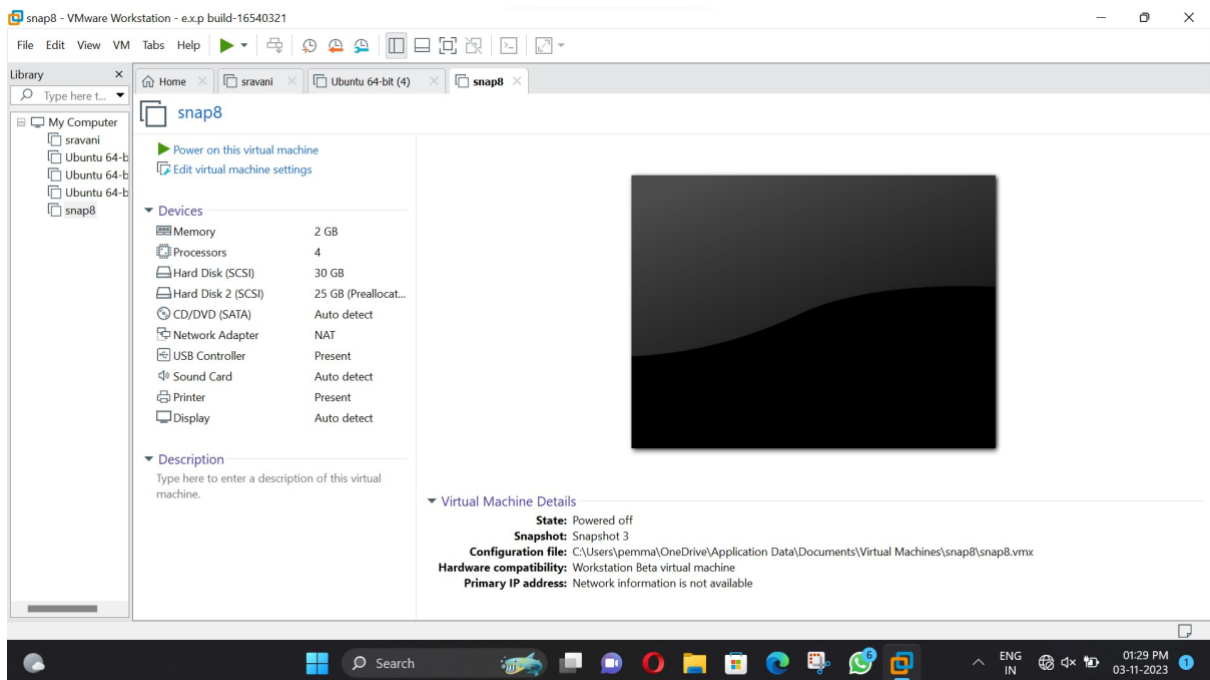 snap8 - VMware Workstation - e.x.p build-16540321
File Edit View VM Tabs Help
Library
Type here t...
My Computer
sravani
Ubuntu 64-b
Ubuntu 64-b
Ubuntu 64-b
snap8
Home
sravani
Ubuntu 64-bit (4)
snap8
snap8
Power on this virtual machine
Edit virtual machine settings
Devices
Memory 2 GB
Processors 4
Hard Disk (SCSI) 30 GB
Hard Disk 2 (SCSI) 25 GB (Preallocat...
CD/DVD (SATA) Auto detect
Network Adapter NAT
USB Controller Present
Sound Card Auto detect
Printer Present
Display Auto detect
Description
Type here to enter a description of this virtual
machine.
Virtual Machine Details
State: Powered off
Snapshot: Snapshot 3
Configuration file: C:\Users\pemma\OneDrive\Application Data\Documents\Virtual Machines\snap8\snap8.vmx
Hardware compatibility: Workstation Beta virtual machine
Primary IP address: Network information is not available
Search
6
ENG
IN
01:29 PM
03-11-2023
1